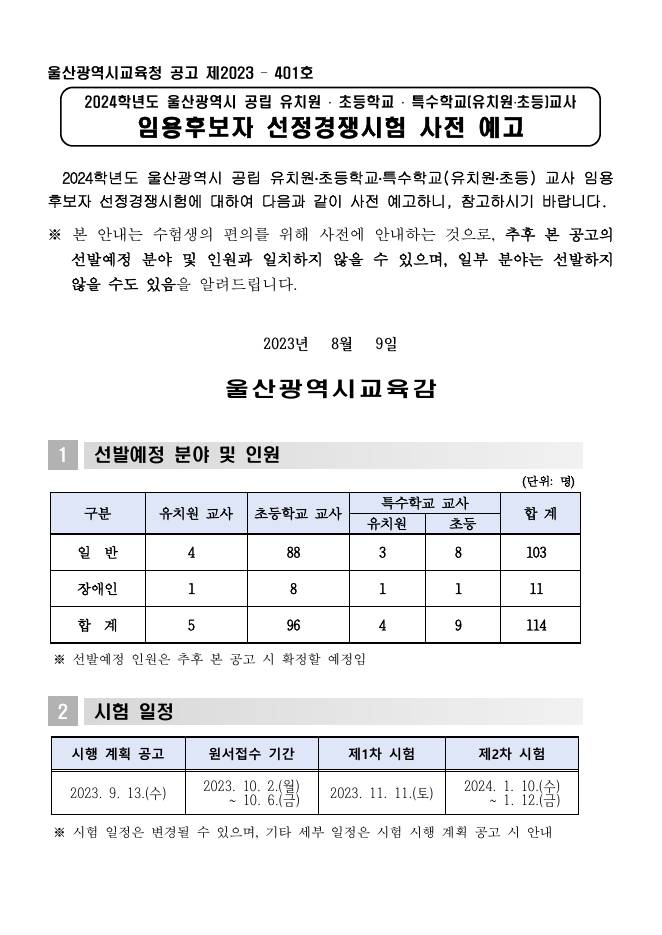 울산광역시교육청 공고 제2023 - 401호
2024학년도 울산광역시 공립 유치원 · 초등학교 · 특수학교(유치원·초등)교사
임용후보자 선정경쟁시험 사전 예고
2024학년도 울산광역시 공립 유치원·초등학교·특수학교(유치원·초등) 교사 임용
후보자 선정경쟁시험에 대하여 다음과 같이 사전 예고하니, 참고하시기 바랍니다.
※ 본 안내는 수험생의 편의를 위해 사전에 안내하는 것으로, 추후 본 공고의
선발예정 분야 및 인원과 일치하지 않을 수 있으며, 일부 분야는 선발하지
않을 수도 있음을 알려드립니다.
2023년 8월 9일
울산광역시교육감
1 선발예정 분야 및 인원
(단위: 명)
구분 유치원 교사 초등학교 교사 특수학교 교사 합 계
유치원 초등
일 반 4 88 3 8 103
장애인 1 8 1 1 11
합 계 5 96 4 9 114
※ 선발예정 인원은 추후 본 공고 시 확정할 예정임
2 시험 일정
시행 계획 공고 원서접수 기간 제1차 시험 제2차 시험
2023. 9. 13.(수) 2023. 10. 2.(월) 2023. 11. 11.(토) 2024. 1. 10.(수)
~ 10. 6.(금) ~ 1. 12.(금)
※ 시험 일정은 변경될 수 있으며, 기타 세부 일정은 시험 시행 계획 공고 시 안내